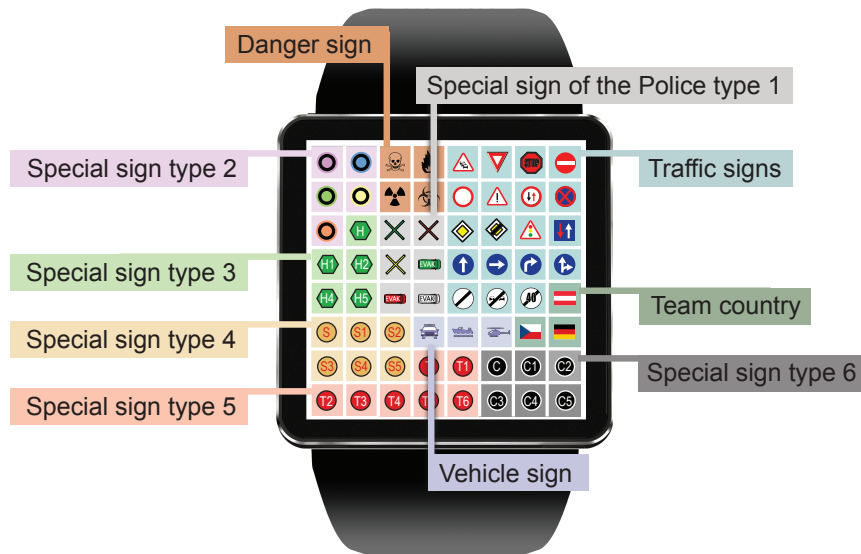 Danger sign
Special sign of the Police type 1
Special sign type 2
STOP
Traffic signs
H
Special sign type 3
H1 H2 EVAK
H4 H5 EVAK EVAK 40
Team country
Special sign type 4
S S1 S2
S3 S4 S5 T1 C C1 C2
Special sign type 6
Special sign type 5
T2 T3 T4 T6 C3 C4 C5
Vehicle sign